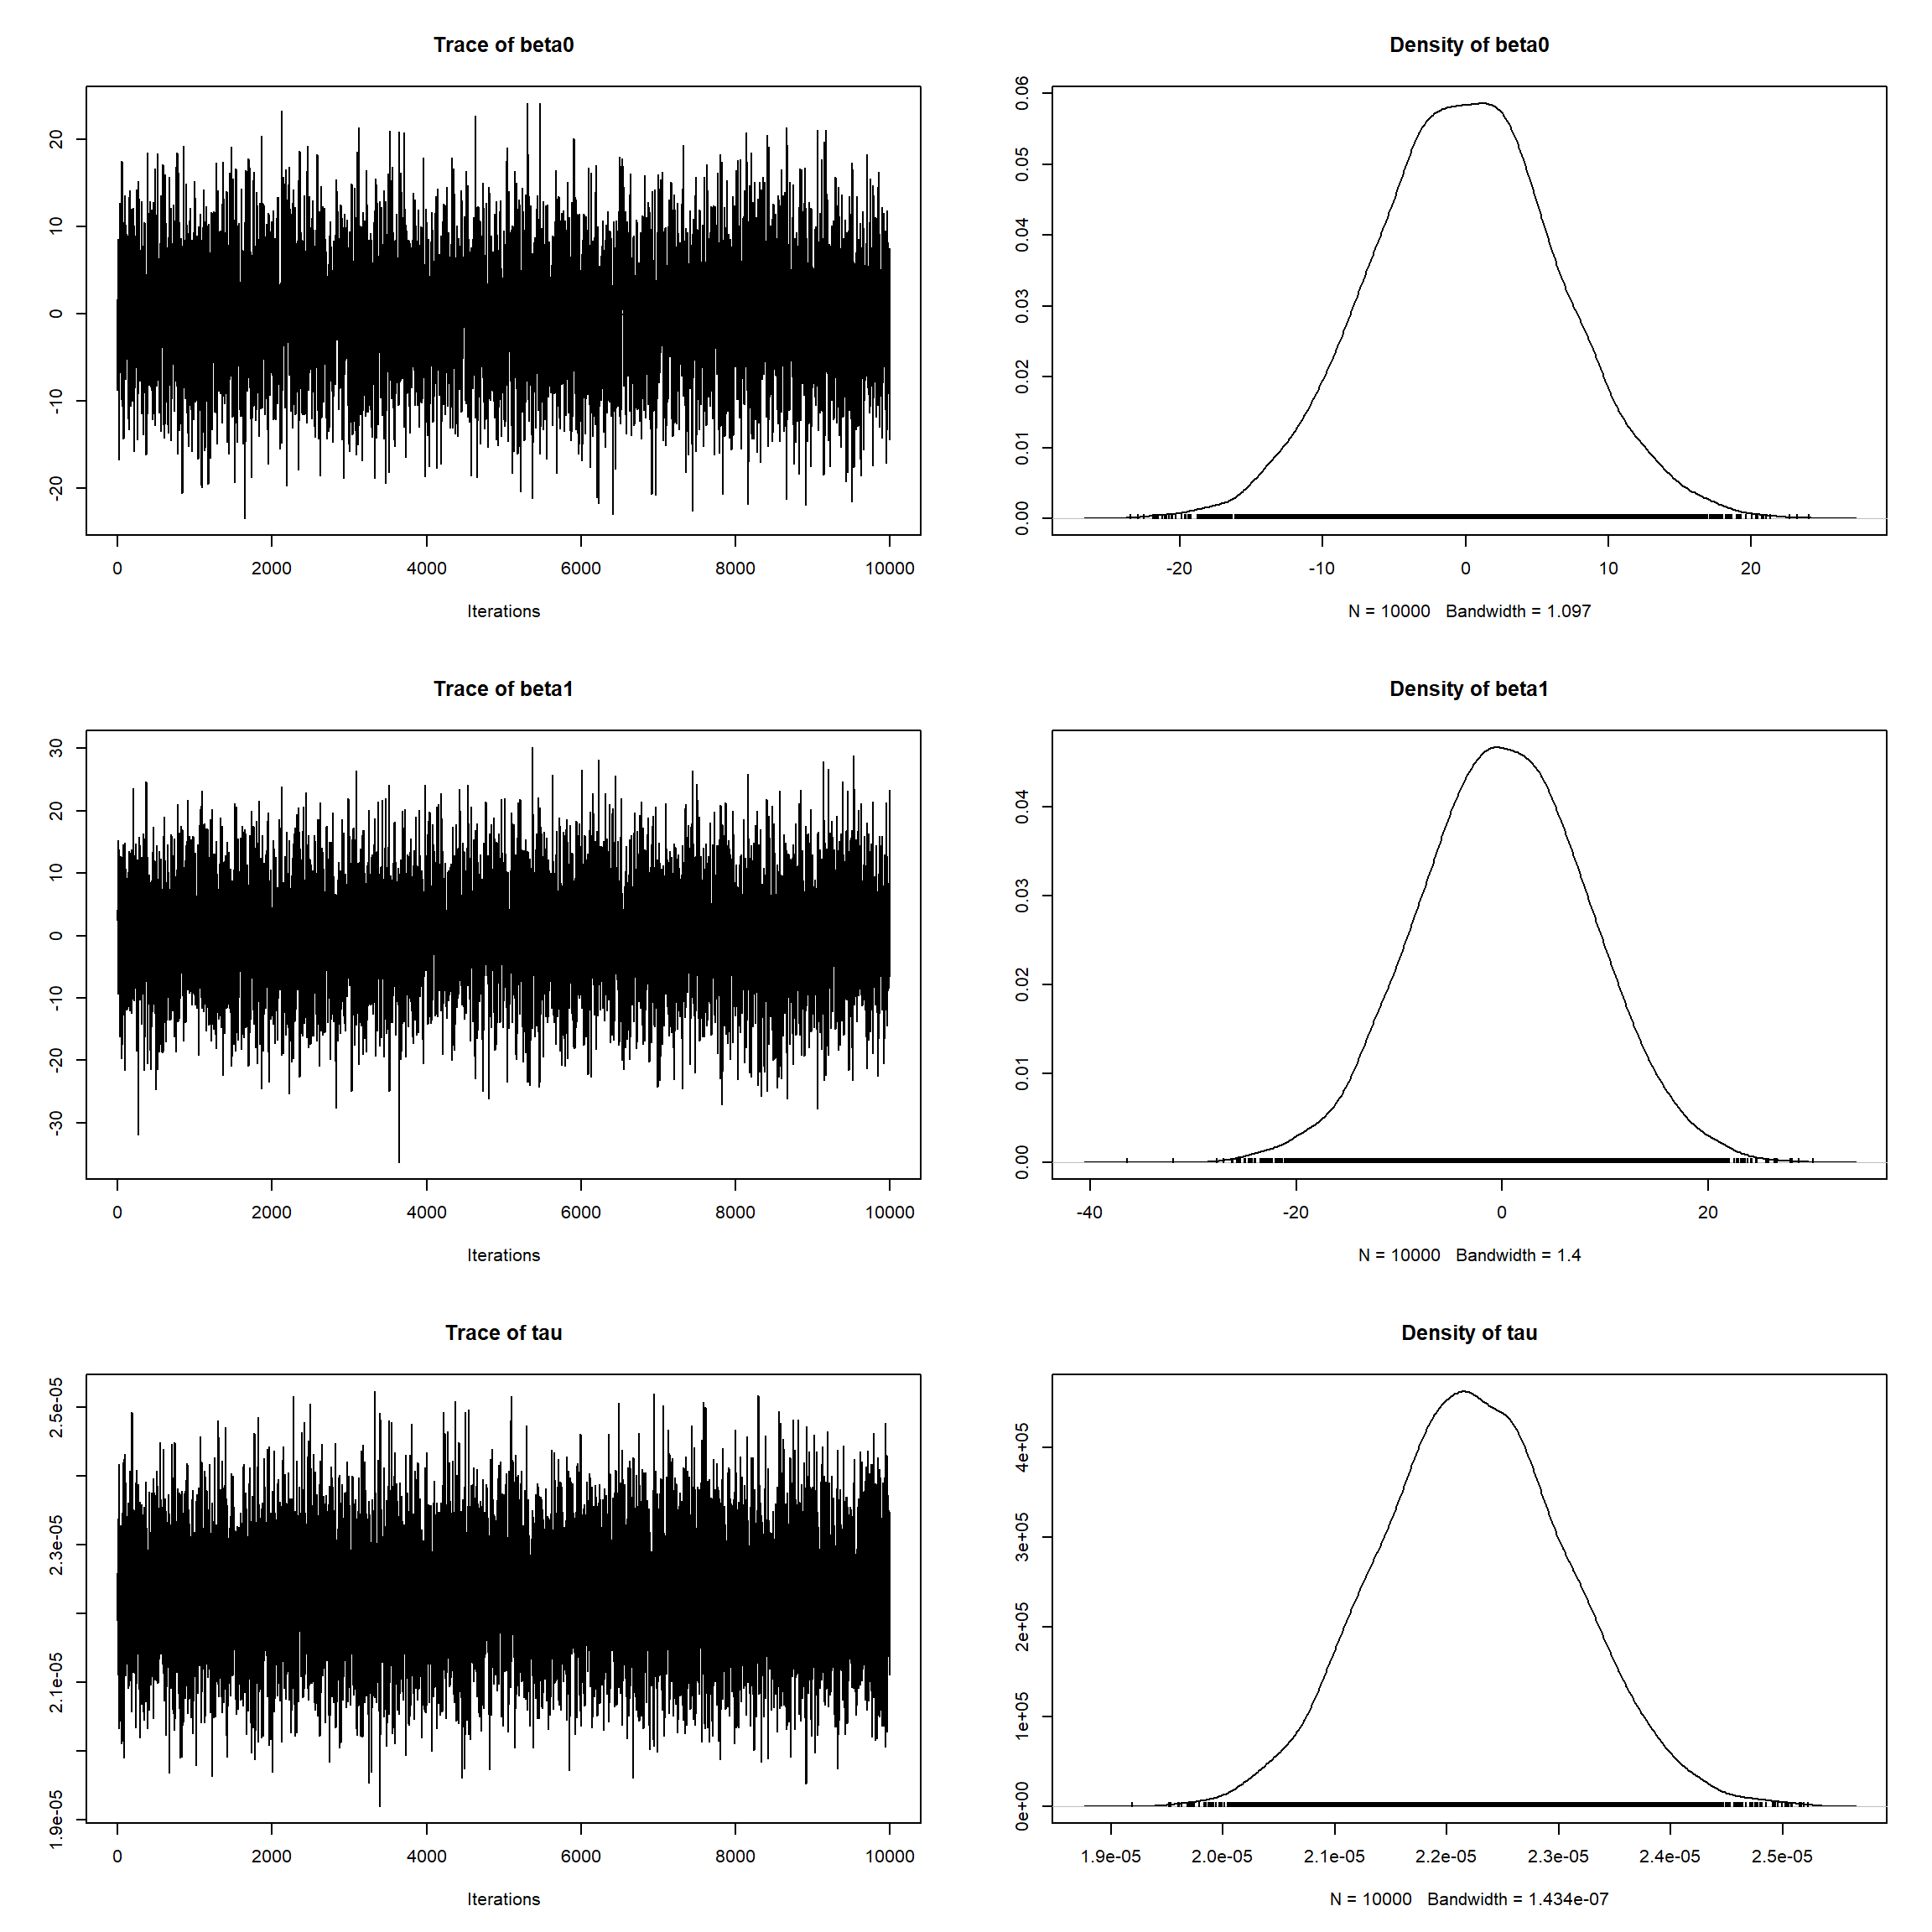 Trace of beta0
20
10
0
-10
-20
0 2000 4000 6000 8000 10000
Iterations
Density of beta0
0.06
0.05
0.04
0.03
0.02
0.01
0.00
-20 -10 0 10 20
N = 10000 Bandwidth = 1.097
Trace of beta1
30
20
10
0
-10
-20
-30
0 2000 4000 6000 8000 10000
Iterations
Density of beta1
0.04
0.03
0.02
0.01
0.00
-40 -20 0 20
N = 10000 Bandwidth = 1.4
Trace of tau
2.5e-05
2.3e-05
2.1e-05
1.9e-05
0 2000 4000 6000 8000 10000
Iterations
Density of tau
4e+05
3e+05
2e+05
1e+05
0e+00
1.9e-05 2.0e-05 2.1e-05 2.2e-05 2.3e-05 2.4e-05 2.5e-05
N = 10000 Bandwidth = 1.434e-07